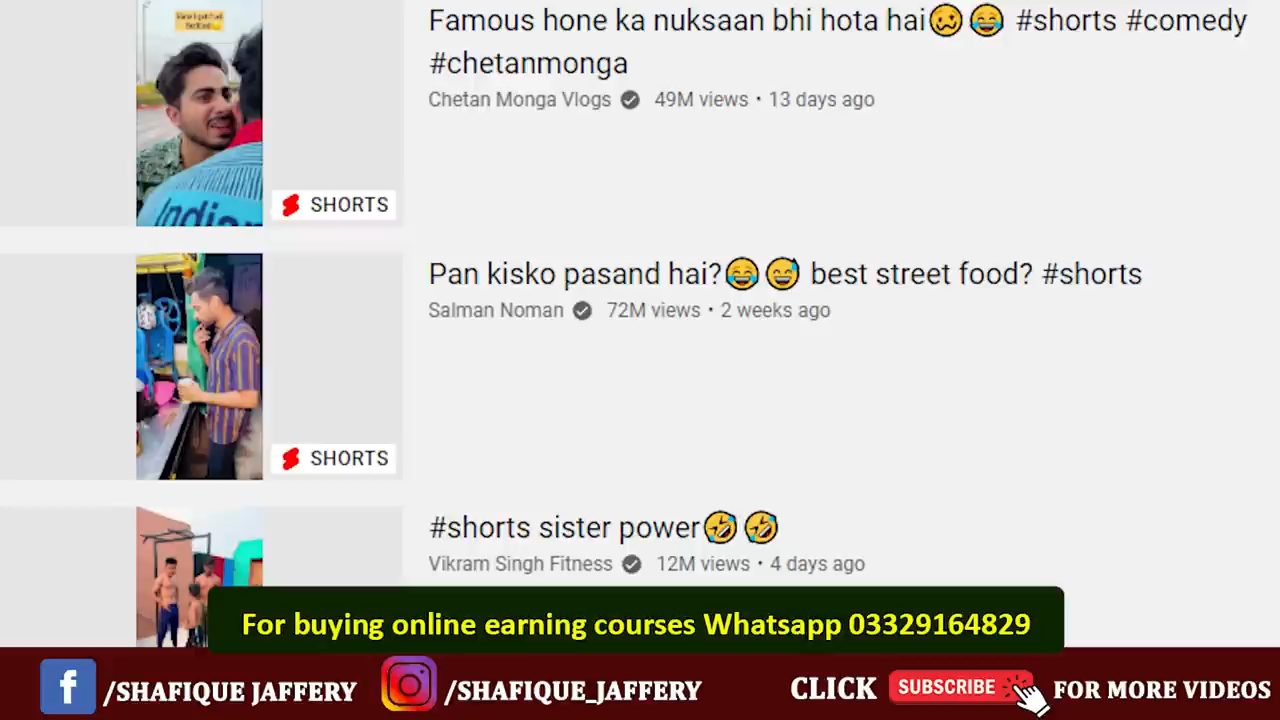 Famous hone ka nuksaan bhi hota hai🥴😂 #shorts #comedy
#chetanmonga
Chetan Monga Vlogs 49M views • 13 days ago
SHORTS
Indian
Pan kisko pasand hai?😂😅 best street food? #shorts
Salman Noman 72M views • 2 weeks ago
SHORTS
#shorts sister power🤣🤣
Vikram Singh Fitness 12M views • 4 days ago
For buying online earning courses Whatsapp 03329164829
/SHAFIQUE JAFFERY /SHAFIQUE_JAFFERY CLICK SUBSCRIBE FOR MORE VIDEOS